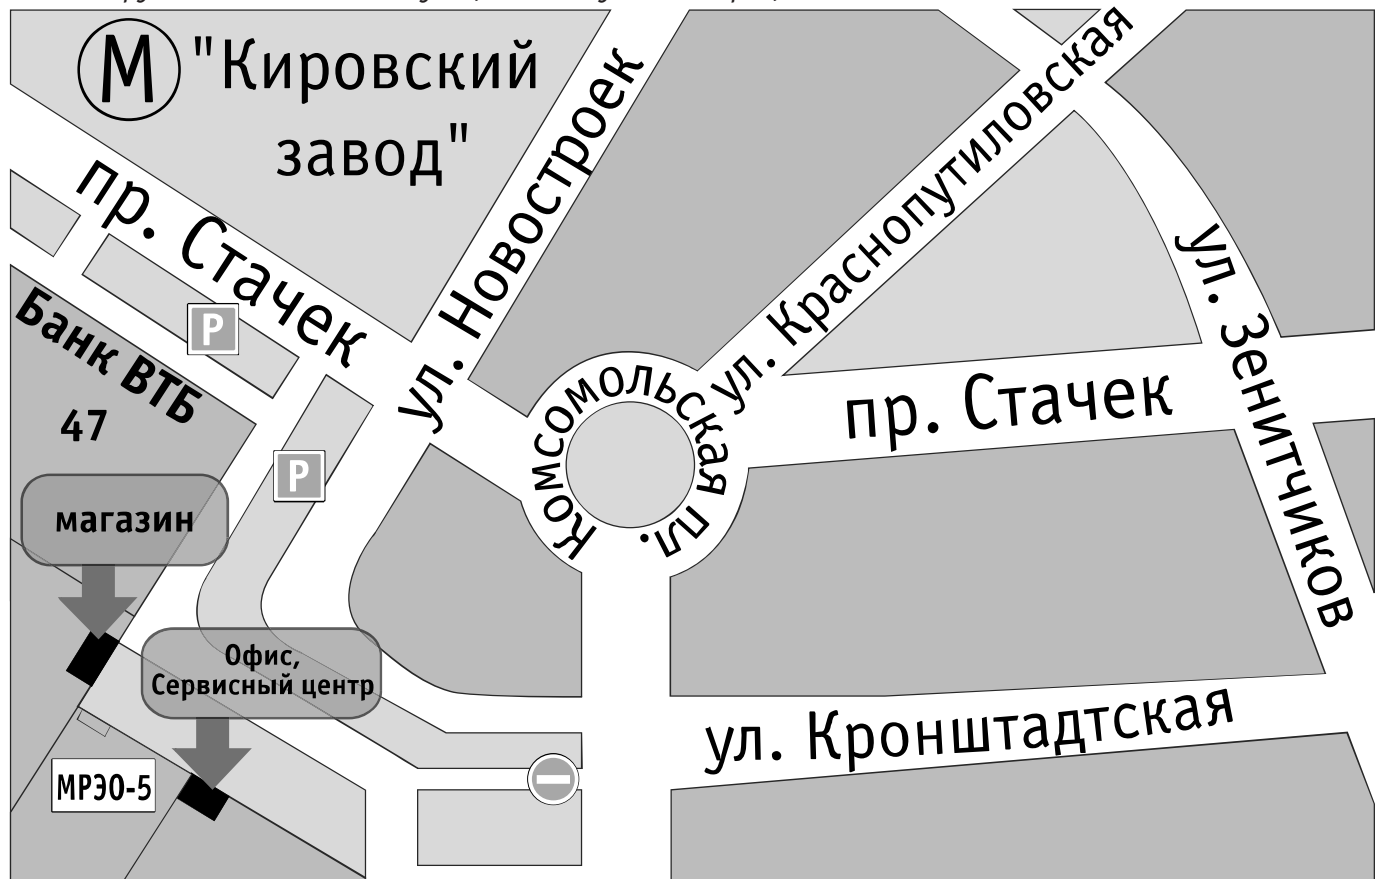 М "Кировский
завод"
пр. Стачек
ул. Новостроек
ул. Краснопутиловская
ул. Зенитчиков
Банк ВТБ
47
P
P
Комсомольская пл.
пр. Стачек
магазин
Офис,
Сервисный центр
ул. Кронштадтская
МРЭО-5